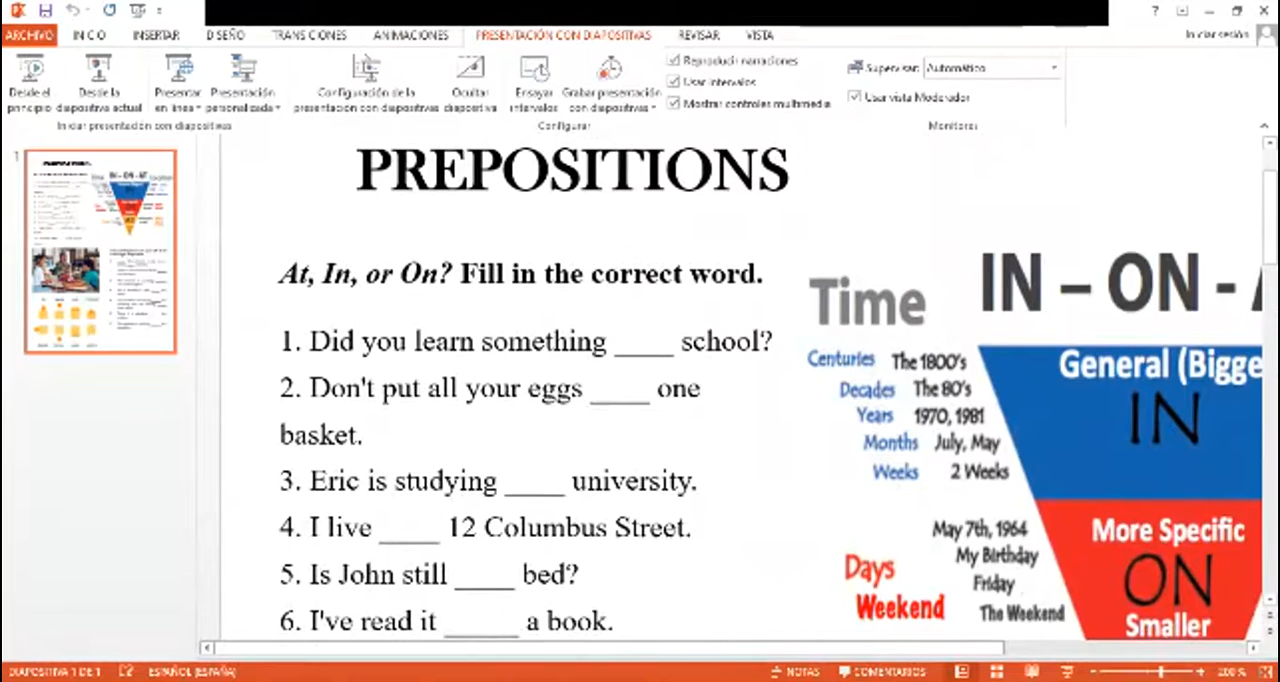 ARCHIVO INICIO INSERTAR DISEÑO TRANSICIONES ANIMACIONES PRESENTACIÓN CON DIAPOSITIVAS REVISAR VISTA Iniciar sesión
Desde el principio
Desde la diapositiva actual
Presentar en línea
Presentación personalizada
Configuración de la presentación con diapositivas
Ocultar diapositiva
Ensayar intervalos
Grabar presentación con diapositivas
Reproducir narraciones
Usar intervalos
Mostrar controles multimedia
Supervisar: Automático
Usar vista Moderador
Iniciar presentación con diapositivas
Configurar
Monitores
1
PREPOSITIONS
At, In, or On? Fill in the correct word.
1. Did you learn something ____ school?
2. Don't put all your eggs ____ one
basket.
3. Eric is studying ____ university.
4. I live ____ 12 Columbus Street.
5. Is John still ____ bed?
6. I've read it _____ a book.
Time
IN – ON -
Centuries The 1800's
Decades The 80's
Years 1970, 1981
Months July, May
Weeks 2 Weeks
General (Bigge
IN
May 7th, 1964
My Birthday
Days Friday
Weekend The Weekend
More Specific
ON
Smaller
DIAPOSITIVA 1 DE 1 ESPAÑOL (ESPAÑA) NOTAS COMENTARIOS